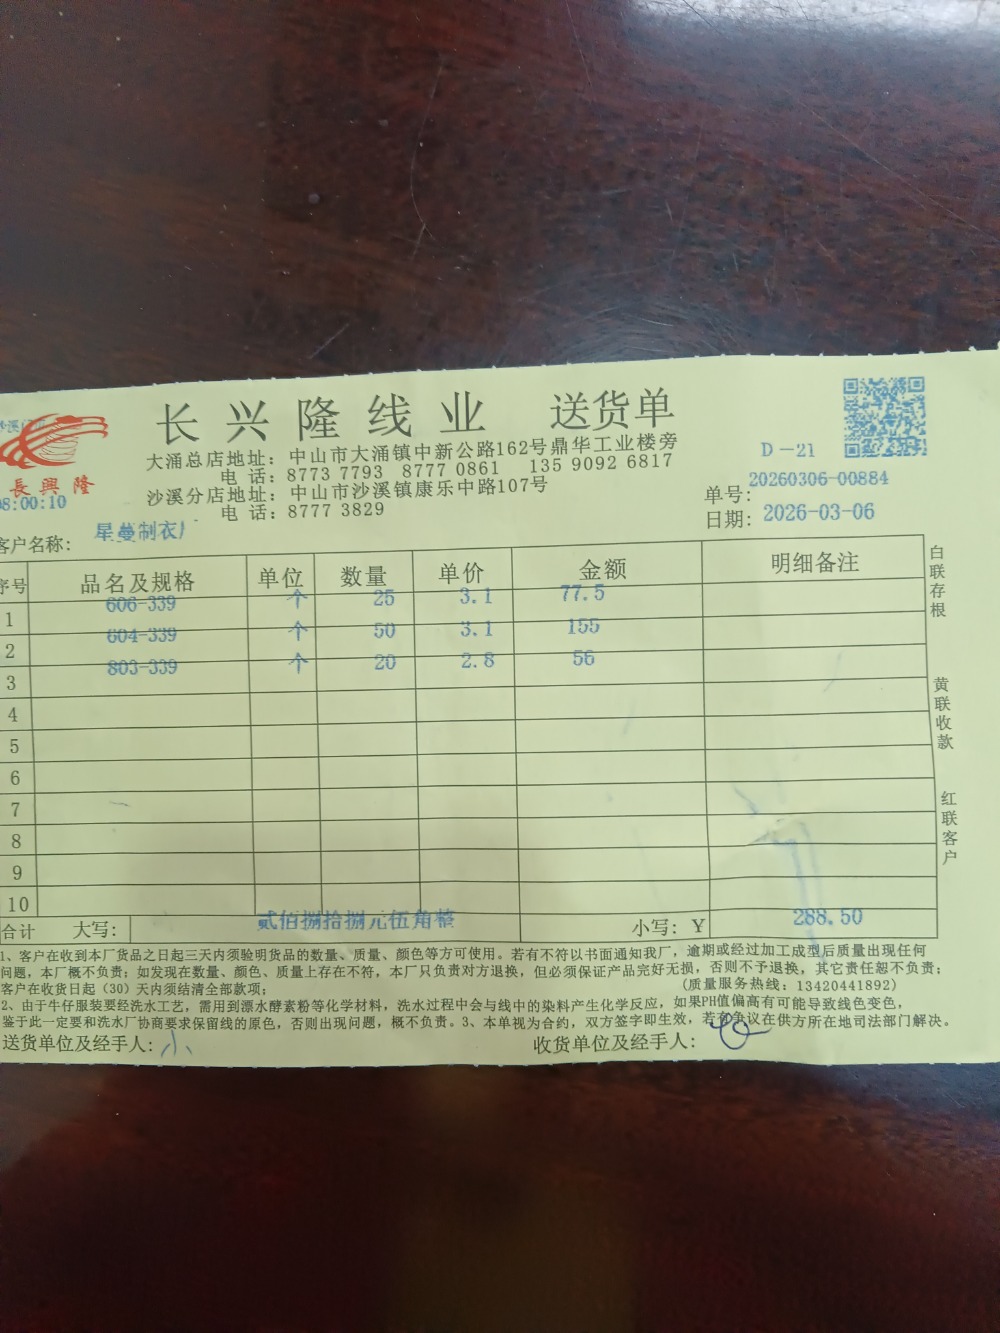 长兴隆线业 送货单
D-21
長興隆
大涌总店地址：中山市大涌镇中新公路162号鼎华工业楼旁
电 话：8773 7793 8777 0861 135 9092 6817
沙溪分店地址：中山市沙溪镇康乐中路107号
电 话：8777 3829
8:00:10
单号：20260306-00884
日期：2026-03-06
客户名称：星蔓制衣厂
序号 品名及规格 单位 数量 单价 金额 明细备注
1 606-339 个 25 3.1 77.5
2 604-339 个 50 3.1 155
3 803-339 个 20 2.8 56
4
5
6
7
8
9
10
合计 大写：贰佰捌拾捌元伍角整 小写：Y 288.50
白联存根
黄联收款
红联客户
1、客户在收到本厂货品之日起三天内须验明货品的数量、质量、颜色等方可使用。若有不符以书面通知我厂，逾期或经过加工成型后质量出现任何
问题，本厂概不负责；如发现在数量、颜色、质量上存在不符，本厂只负责对方退换，但必须保证产品完好无损，否则不予退换，其它责任恕不负责；
客户在收货日起（30）天内须结清全部款项； （质量服务热线：13420441892）
2、由于牛仔服装要经洗水工艺，需用到漂水酵素粉等化学材料，洗水过程中会与线中的染料产生化学反应，如果PH值偏高有可能导致线色变色，
鉴于此一定要和洗水厂协商要求保留线的原色，否则出现问题，概不负责。3、本单视为合约，双方签字即生效，若有争议在供方所在地司法部门解决。
送货单位及经手人：小
收货单位及经手人：